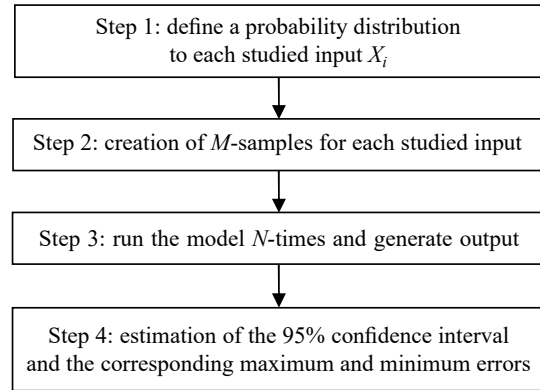 Step 1: define a probability distribution
to each studied input Xi
Step 2: creation of M-samples for each studied input
Step 3: run the model N-times and generate output
Step 4: estimation of the 95% confidence interval
and the corresponding maximum and minimum errors